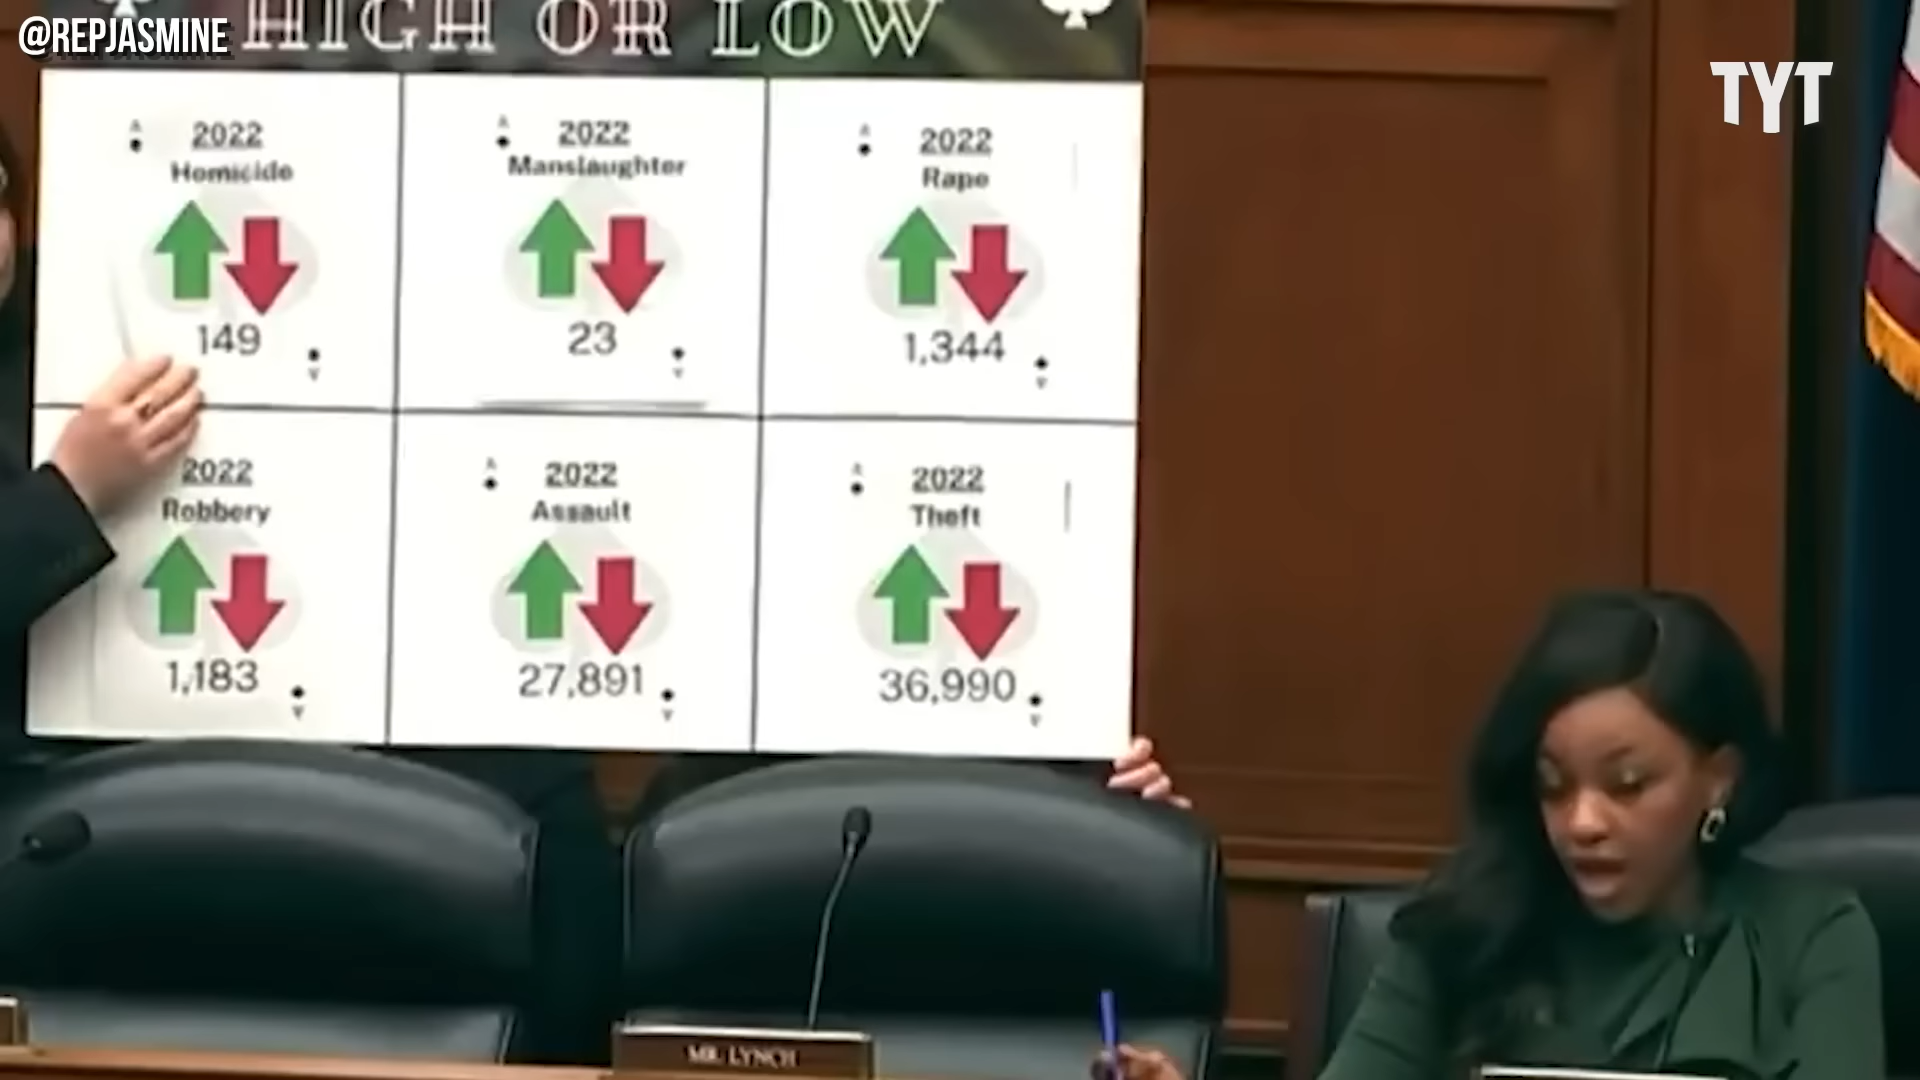 @REPJASMINE
HIGH OR LOW
TYT
2022
Homicide
149
2022
Manslaughter
23
2022
Rape
1,344
2022
Robbery
1,183
2022
Assault
27,891
2022
Theft
36,990
MR. LYNCH